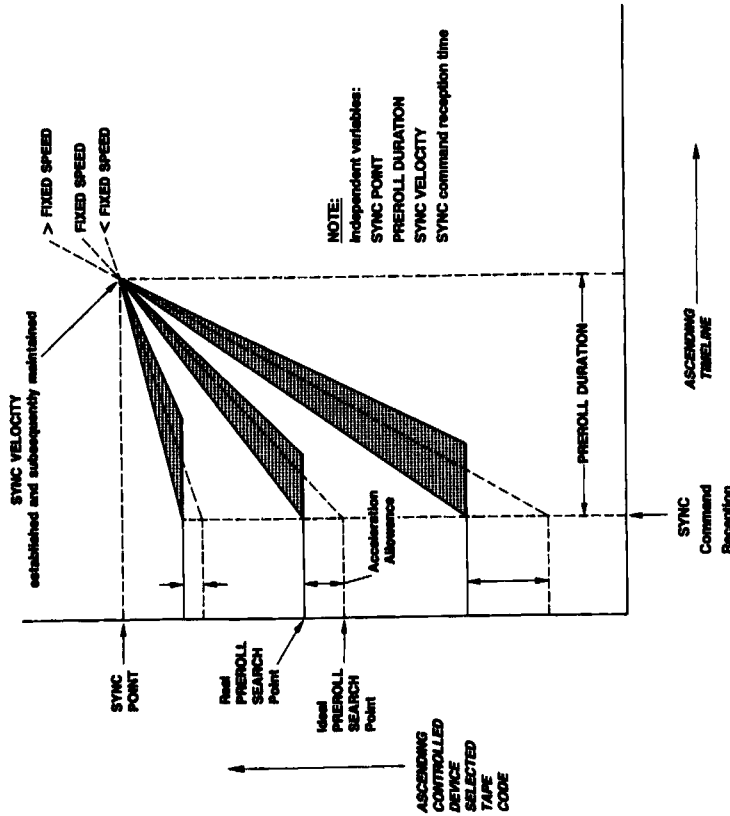 > FIXED SPEED
FIXED SPEED
< FIXED SPEED
SYNC VELOCITY
established and subsequently maintained
NOTE:
Independent variables:
SYNC POINT
PREROLL DURATION
SYNC VELOCITY
SYNC command reception time
SYNC
POINT
Real
PREROLL
SEARCH
Point
Ideal
PREROLL
SEARCH
Point
Acceleration
Allowance
PREROLL DURATION
ASCENDING
CONTROLLED
DEVICE
SELECTED
TAPE
CODE
SYNC
Command
Reception
ASCENDING
TIMELINE